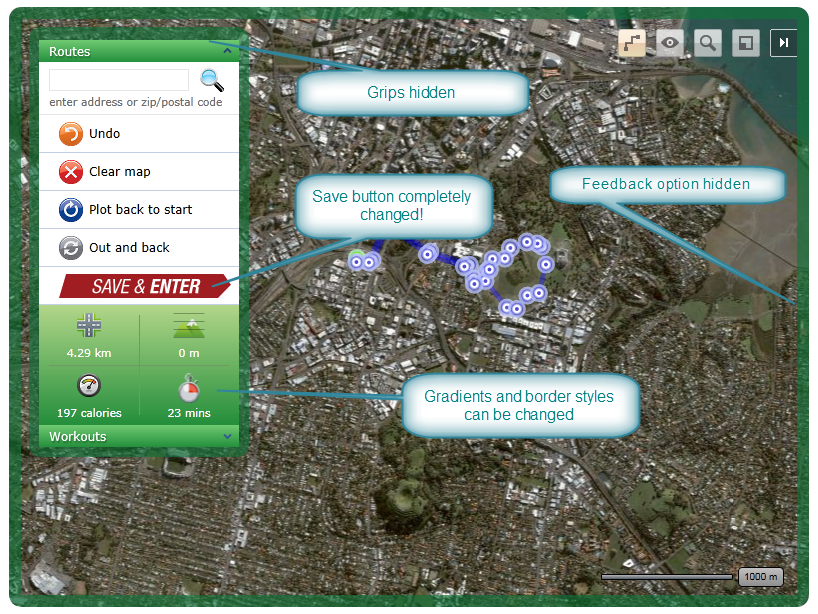 Routes
enter address or zip/postal code
Undo
Clear map
Plot back to start
Out and back
SAVE & ENTER
4.29 km
0 m
197 calories
23 mins
Workouts
Grips hidden
Save button completely
changed!
Feedback option hidden
Gradients and border styles
can be changed
1000 m